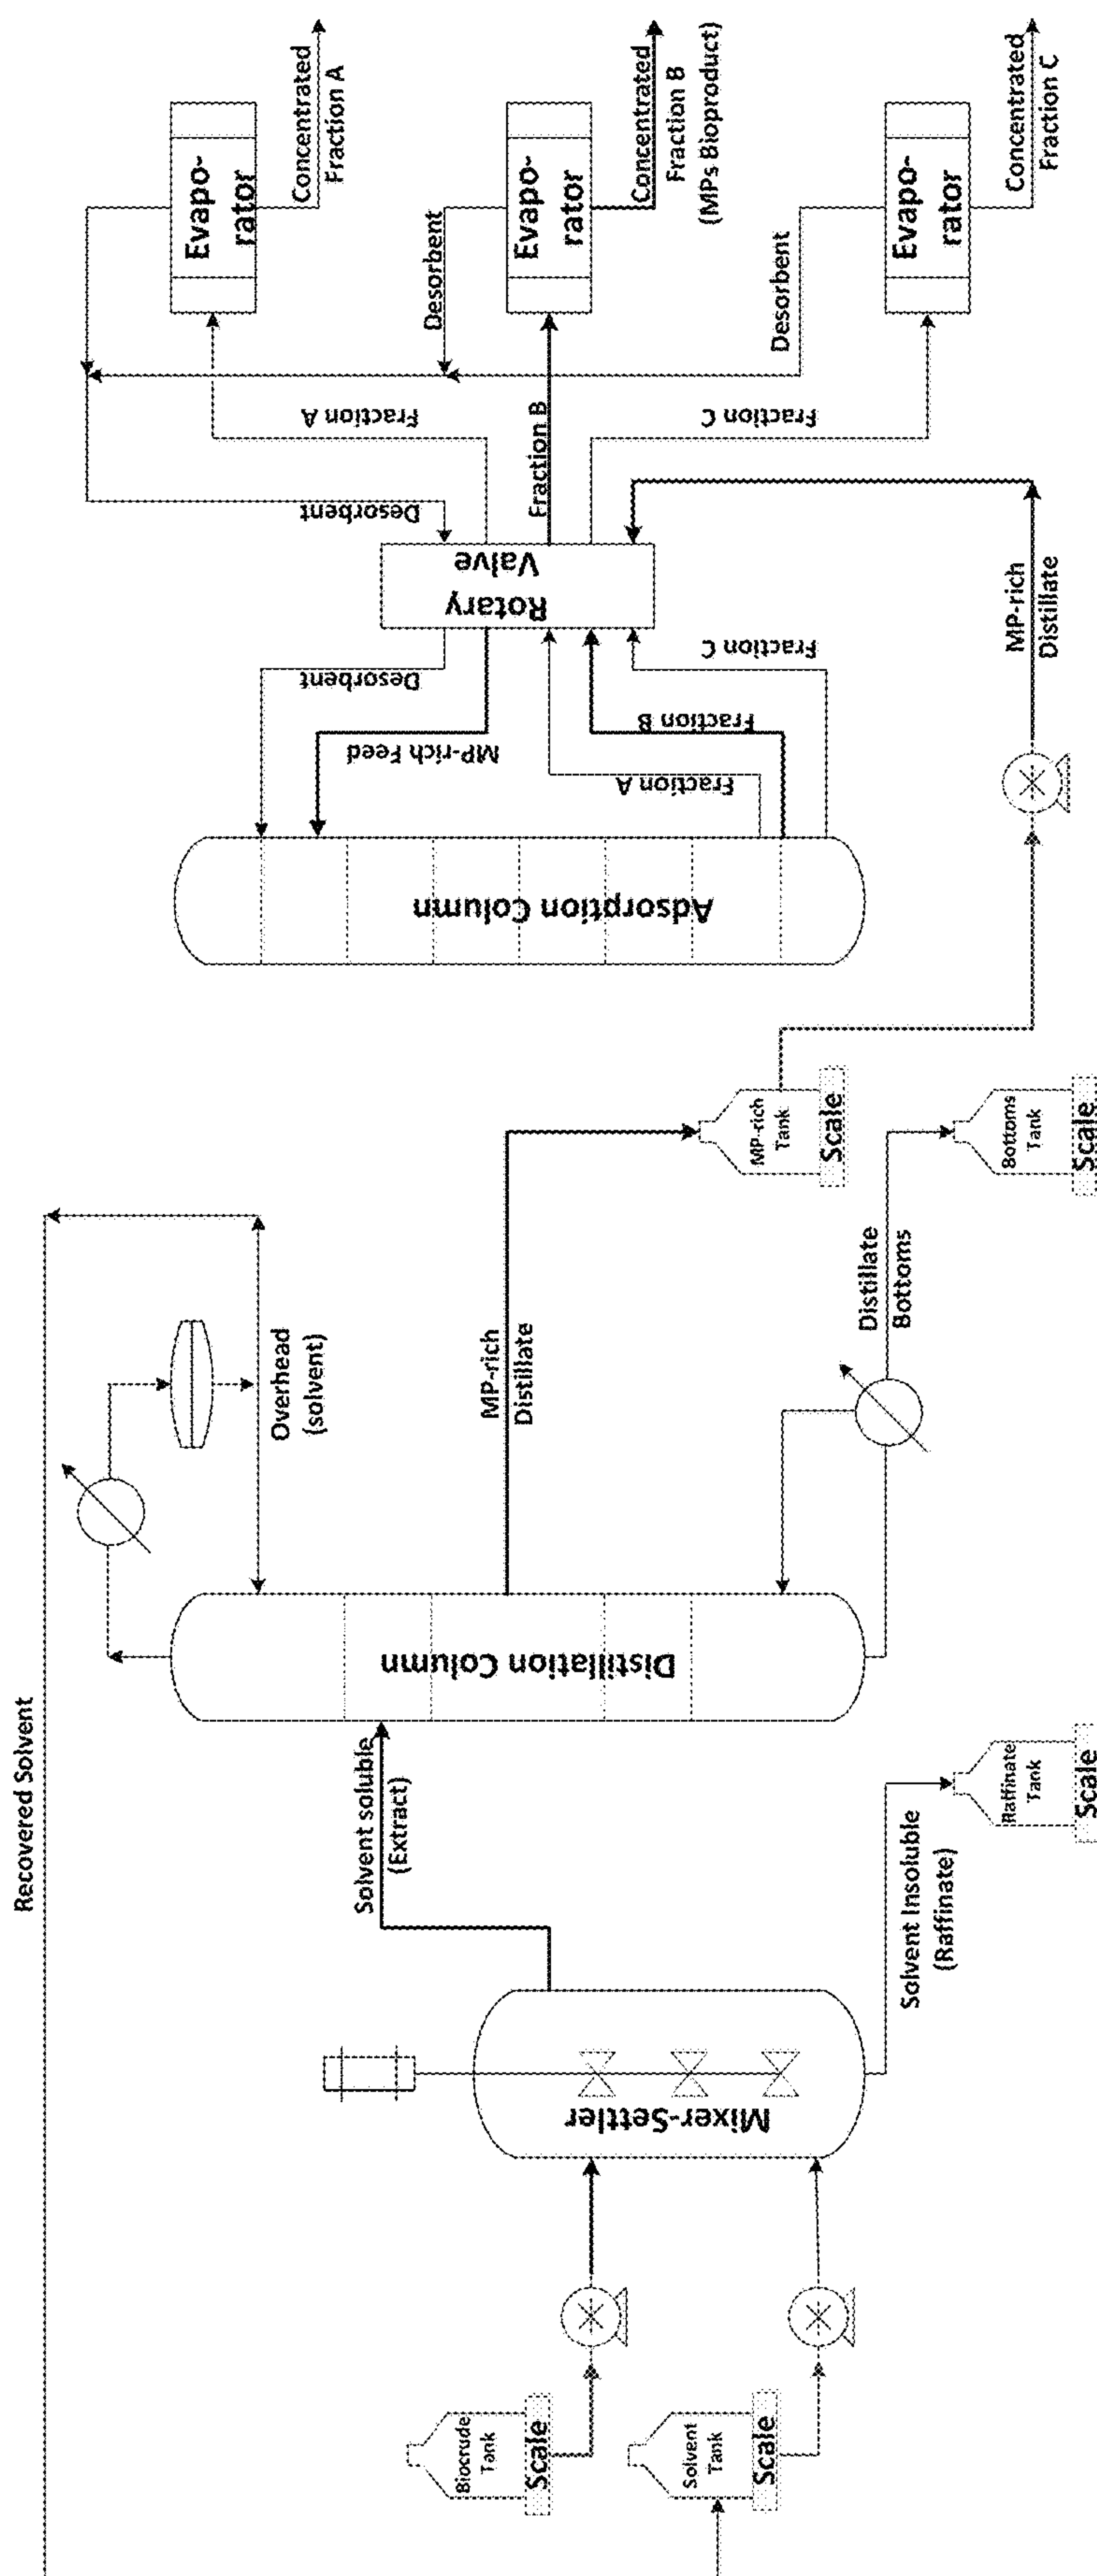 Recovered Solvent
Biocrude
Tank
Scale
Solvent
Tank
Scale
Mixer-Settler
Solvent soluble
(Extract)
Solvent Insoluble
(Raffinate)
Raffinate
Tank
Scale
Distillation Column
Overhead
(solvent)
MP-rich
Distillate
Distillate
Bottoms
MP-rich
Tank
Scale
Bottoms
Tank
Scale
Adsorption Column
Desorbent
MP-rich Feed
Fraction A
Fraction B
Fraction C
Rotary
Valve
MP-rich
Distillate
Desorbent
Fraction A
Fraction B
Fraction C
Desorbent
Desorbent
Evapo-
rator
Concentrated
Fraction A
Evapo-
rator
Concentrated
Fraction B
(MPs Bioproduct)
Evapo-
rator
Concentrated
Fraction C